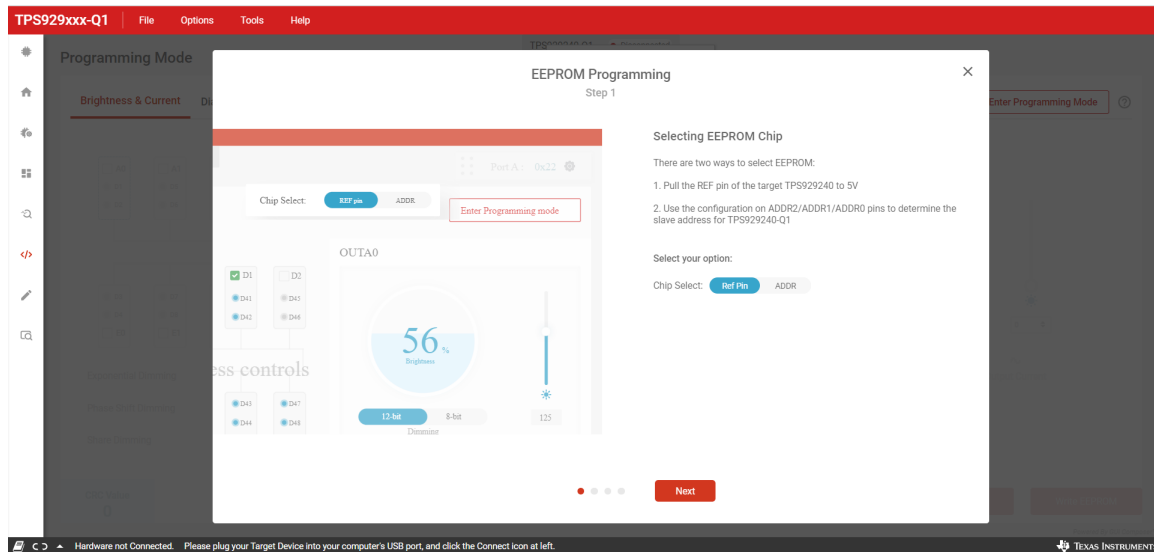 TPS929xxx-Q1 File Options Tools Help
TPS929240-Q1
Programming Mode
EEPROM Programming
Step 1
Brightness & Current
Enter Programming Mode
Selecting EEPROM Chip
There are two ways to select EEPROM:
Port A 0x22
1. Pull the REF pin of the target TPS929240 to 5V
Chip Select: REF pin ADDR
Enter Programming mode
2. Use the configuration on ADDR2/ADDR1/ADDR0 pins to determine the
slave address for TPS929240-Q1
OUTA0
Select your option:
D1 D2
Chip Select: Ref Pin ADDR
D41 D45
D42 D46
56 %
Brightness
ess controls
D43 D47
D44 D48
12-bit 8-bit
125
Dimming
Next
Hardware not Connected. Please plug your Target Device into your computer's USB port, and click the Connect icon at left.
TEXAS INSTRUMENTS